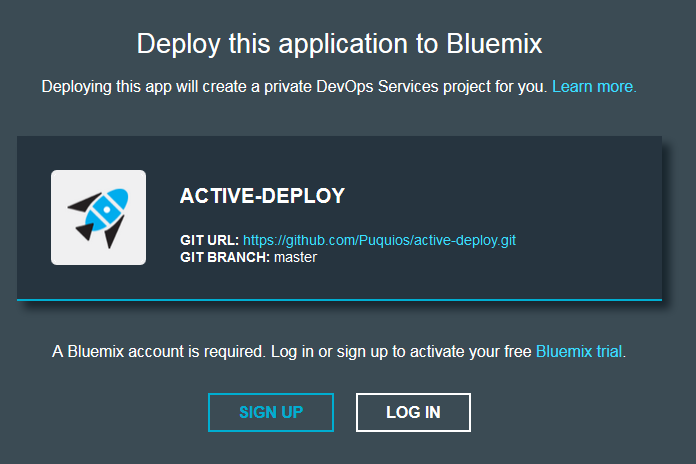 Deploy this application to Bluemix
Deploying this app will create a private DevOps Services project for you. Learn more.
ACTIVE-DEPLOY
GIT URL: https://github.com/Puquios/active-deploy.git
GIT BRANCH: master
A Bluemix account is required. Log in or sign up to activate your free Bluemix trial.
SIGN UP LOG IN